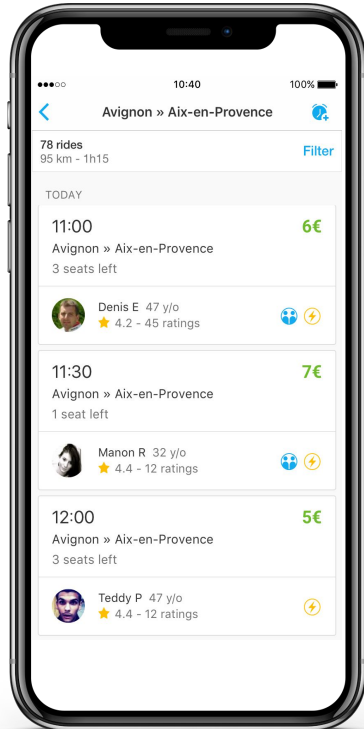 10:40
100%
Avignon » Aix-en-Provence
78 rides
95 km - 1h15
Filter
TODAY
11:00
6€
Avignon » Aix-en-Provence
3 seats left
Denis E 47 y/o
4.2 - 45 ratings
11:30
7€
Avignon » Aix-en-Provence
1 seat left
Manon R 32 y/o
4.4 - 12 ratings
12:00
5€
Avignon » Aix-en-Provence
3 seats left
Teddy P 47 y/o
4.4 - 12 ratings